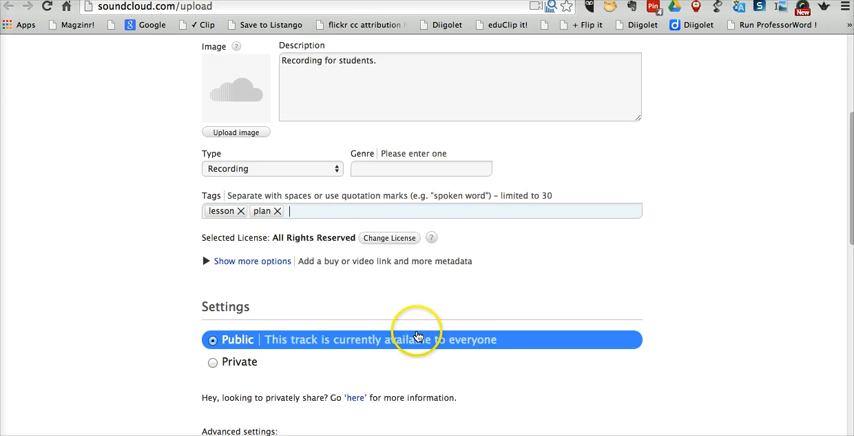 soundcloud.com/upload
Apps Magzinr! Google ✓ Clip Save to Listango flickr cc attribution Diigolet eduClip it! + Flip it Diigolet Diigolet Run ProfessorWord ! »
Image ? Description
Recording for students.
Upload image
Type Genre Please enter one
Recording
Tags Separate with spaces or use quotation marks (e.g. "spoken word") – limited to 30
lesson X plan X
Selected License: All Rights Reserved Change License ?
Show more options Add a buy or video link and more metadata
Settings
Public This track is currently available to everyone
Private
Hey, looking to privately share? Go 'here' for more information.
Advanced settings: